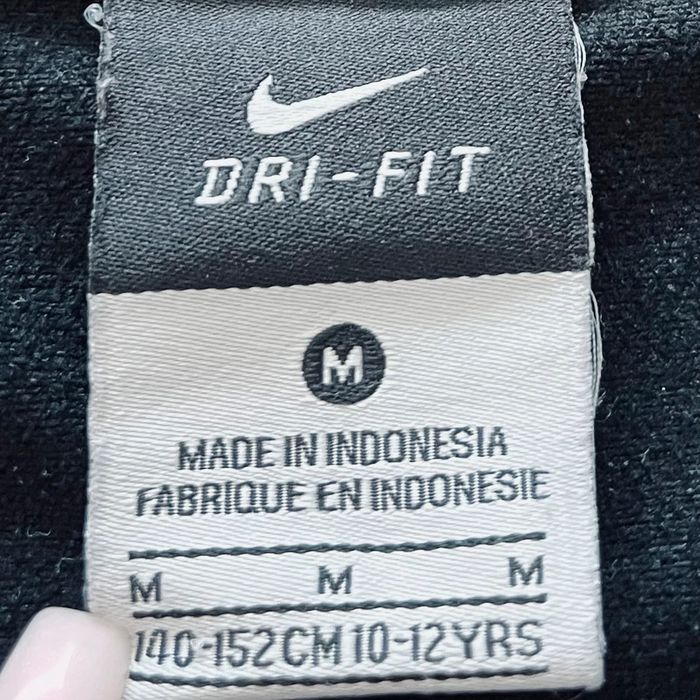 DRI-FIT
M
MADE IN INDONESIA
FABRIQUE EN INDONESIE
M M M
140-152CM 10-12YRS